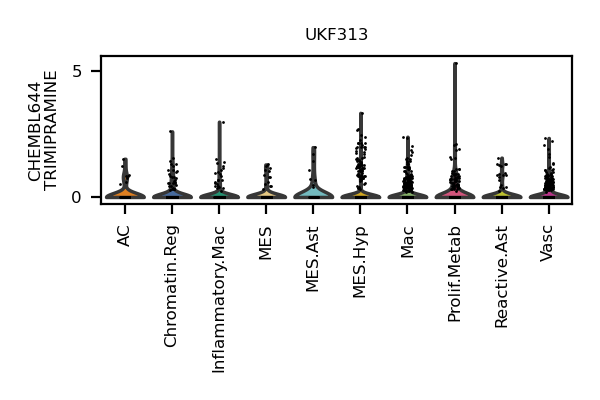 UKF313
CHEMBL644
TRIMIPRAMINE
5
0
AC
Chromatin.Reg
Inflammatory.Mac
MES
MES.Ast
MES.Hyp
Mac
Prolif.Metab
Reactive.Ast
Vasc